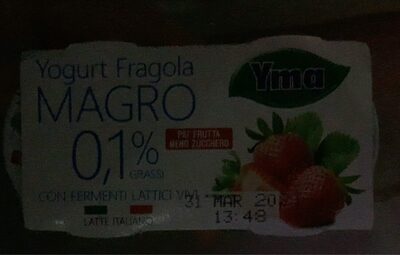 Yogurt Fragola
MAGRO
0,1%
GRASSI
Yma
PIÙ FRUTTA
MENO ZUCCHERO
CON FERMENTI LATTICI VIVI
31 MAR
13:48
LATTE ITALIANO